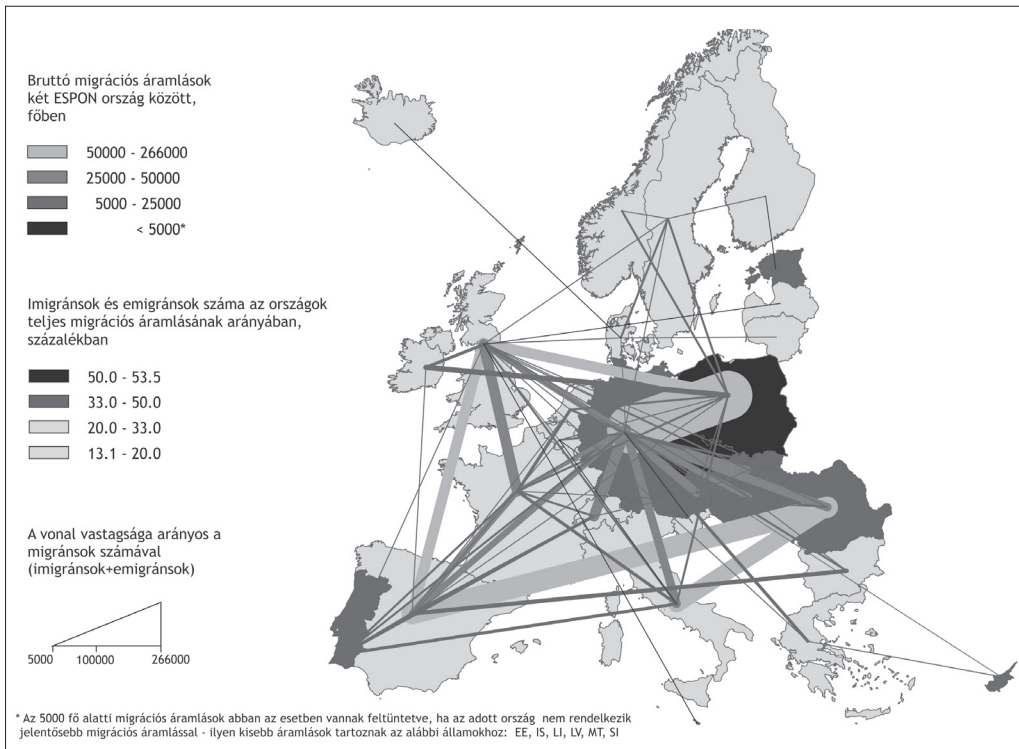 Bruttó migrációs áramlások
két ESPON ország között,
főben
50000 - 266000
25000 - 50000
5000 - 25000
< 5000*
Imigránsok és emigránsok száma az országok
teljes migrációs áramlásának arányában,
százalékban
50.0 - 53.5
33.0 - 50.0
20.0 - 33.0
13.1 - 20.0
A vonal vastagsága arányos a
migránsok számával
(imigránsok+emigránsok)
5000 100000 266000
* Az 5000 fő alatti migrációs áramlások abban az esetben vannak feltüntetve, ha az adott ország nem rendelkezik
jelentősebb migrációs áramlással - ilyen kisebb áramlások tartoznak az alábbi államokhoz: EE, IS, LI, LV, MT, SI